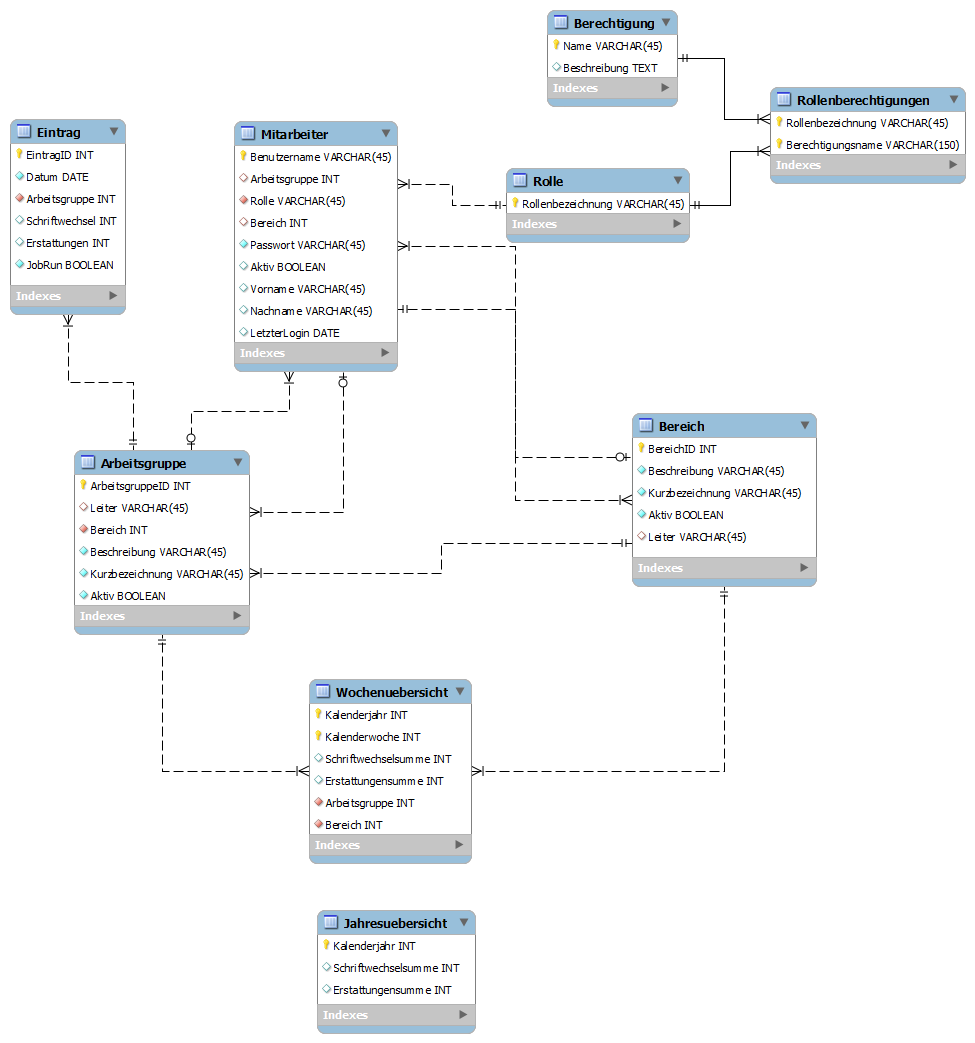 Berechtigung
Name VARCHAR(45)
Beschreibung TEXT
Indexes
Rollenberechtigungen
Rollenbezeichnung VARCHAR(45)
Berechtigungsname VARCHAR(150)
Indexes
Eintrag
EintragID INT
Datum DATE
Arbeitsgruppe INT
Schriftwechsel INT
Erstattungen INT
JobRun BOOLEAN
Indexes
Mitarbeiter
Benutzername VARCHAR(45)
Arbeitsgruppe INT
Rolle VARCHAR(45)
Bereich INT
Passwort VARCHAR(45)
Aktiv BOOLEAN
Vorname VARCHAR(45)
Nachname VARCHAR(45)
LetzterLogin DATE
Indexes
Rolle
Rollenbezeichnung VARCHAR(45)
Indexes
Bereich
BereichID INT
Beschreibung VARCHAR(45)
Kurzbezeichnung VARCHAR(45)
Aktiv BOOLEAN
Leiter VARCHAR(45)
Indexes
Arbeitsgruppe
ArbeitsgruppeID INT
Leiter VARCHAR(45)
Bereich INT
Beschreibung VARCHAR(45)
Kurzbezeichnung VARCHAR(45)
Aktiv BOOLEAN
Indexes
Wochenuebersicht
Kalenderjahr INT
Kalenderwoche INT
Schriftwechselsumme INT
Erstattungensumme INT
Arbeitsgruppe INT
Bereich INT
Indexes
Jahresuebersicht
Kalenderjahr INT
Schriftwechselsumme INT
Erstattungensumme INT
Indexes